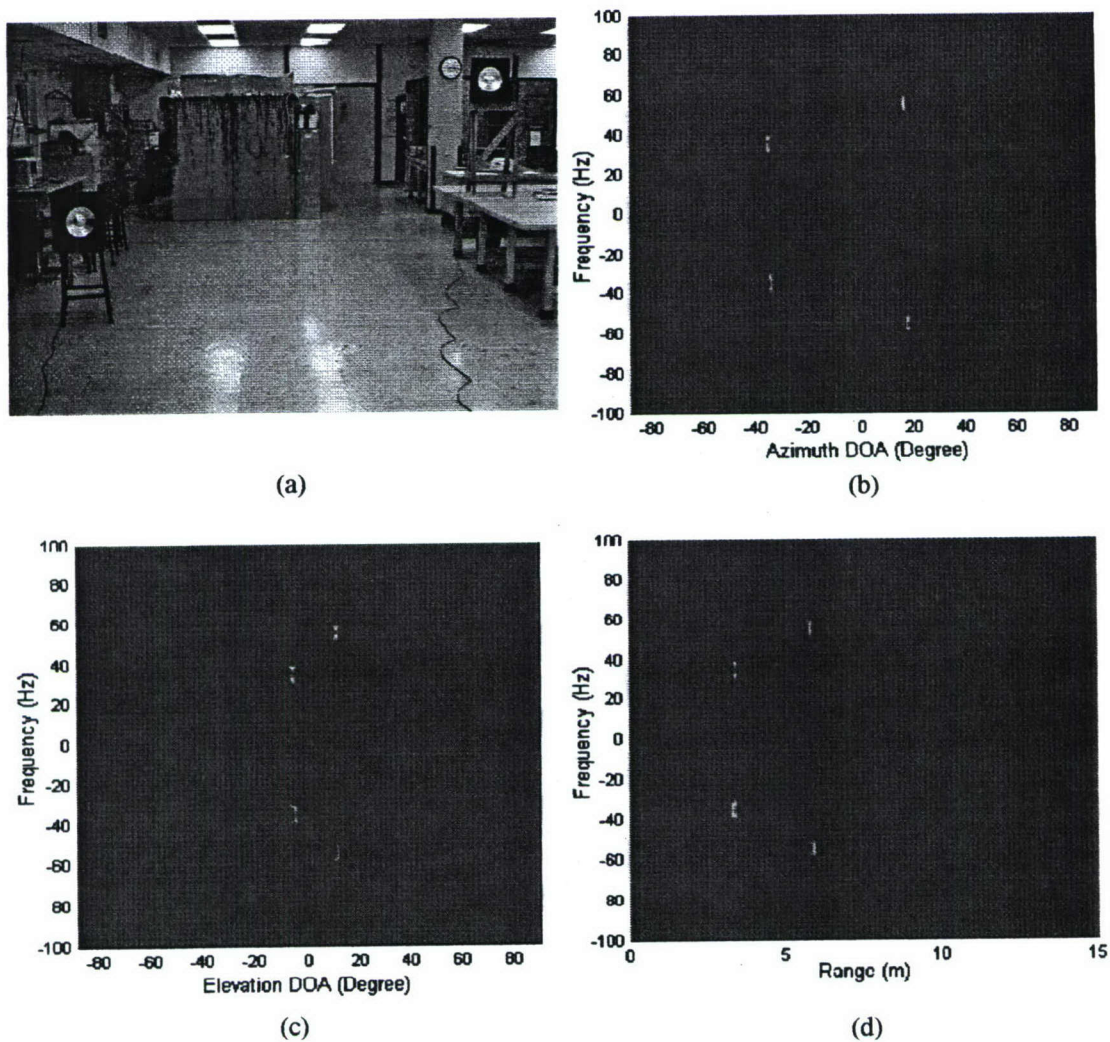 100
80
60
40
20
0
-20
-40
-60
-80
-100
Frequency (Hz)
-80 -60 -40 -20 0 20 40 60 80
Azimuth DOA (Degree)
(a)
(b)
100
80
60
40
20
0
-20
-40
-60
80
-100
Frequency (Hz)
-80 -60 -40 -20 0 20 40 60 80
Elevation DOA (Degree)
(c)
100
80
60
40
20
0
-20
-40
-60
80
-100
Frequency (Hz)
0 5 10 15
Range (m)
(d)